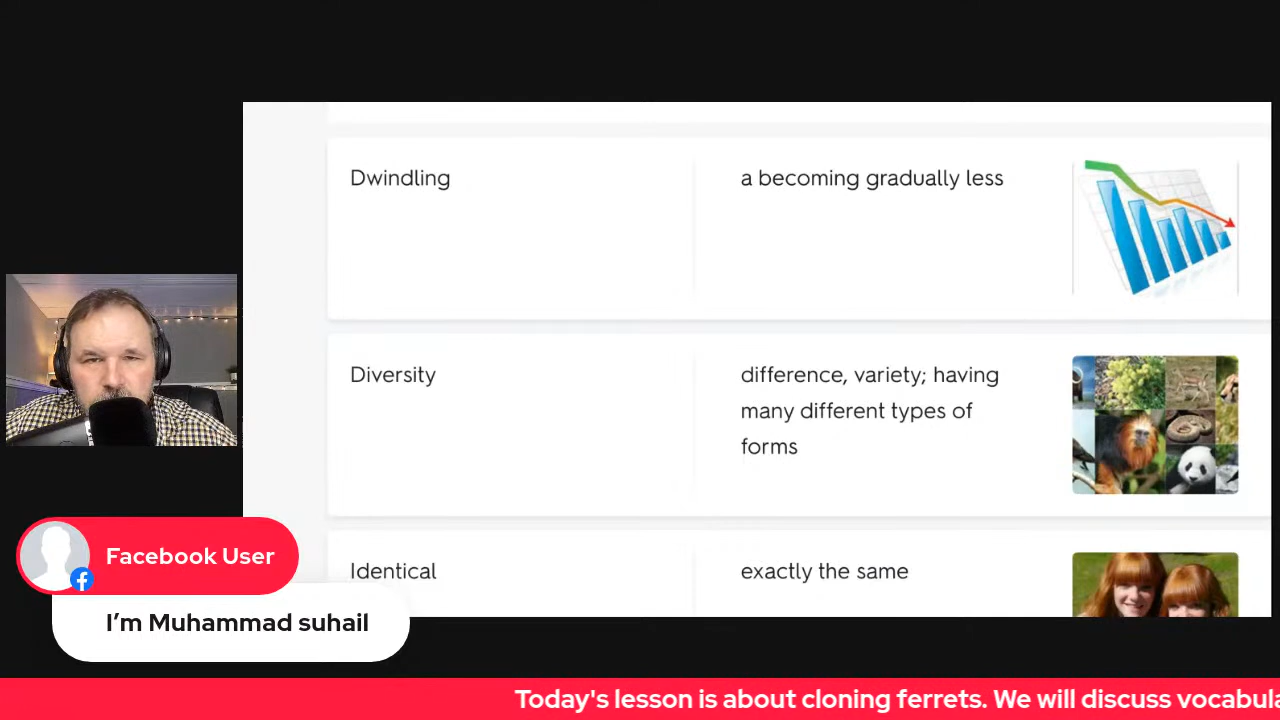 Dwindling
a becoming gradually less
Diversity
difference, variety; having
many different types of
forms
Identical
exactly the same
Facebook User
I’m Muhammad suhail
Today's lesson is about cloning ferrets. We will discuss vocabula